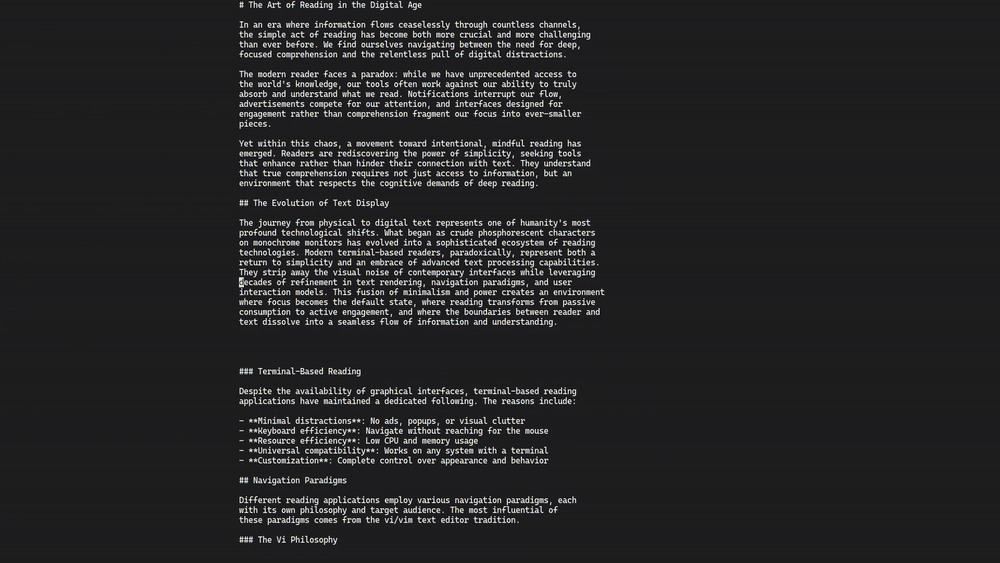 # The Art of Reading in the Digital Age
In an era where information flows ceaselessly through countless channels,
the simple act of reading has become both more crucial and more challenging
than ever before. We find ourselves navigating between the need for deep,
focused comprehension and the relentless pull of digital distractions.
The modern reader faces a paradox: while we have unprecedented access to
the world's knowledge, our tools often work against our ability to truly
absorb and understand what we read. Notifications interrupt our flow,
advertisements compete for our attention, and interfaces designed for
engagement rather than comprehension fragment our focus into ever-smaller
pieces.
Yet within this chaos, a movement toward intentional, mindful reading has
emerged. Readers are rediscovering the power of simplicity, seeking tools
that enhance rather than hinder their connection with text. They understand
that true comprehension requires not just access to information, but an
environment that respects the cognitive demands of deep reading.
## The Evolution of Text Display
The journey from physical to digital text represents one of humanity's most
profound technological shifts. What began as crude phosphorescent characters
on monochrome monitors has evolved into a sophisticated ecosystem of reading
technologies. Modern terminal-based readers, paradoxically, represent both a
return to simplicity and an embrace of advanced text processing capabilities.
They strip away the visual noise of contemporary interfaces while leveraging
decades of refinement in text rendering, navigation paradigms, and user
interaction models. This fusion of minimalism and power creates an environment
where focus becomes the default state, where reading transforms from passive
consumption to active engagement, and where the boundaries between reader and
text dissolve into a seamless flow of information and understanding.
### Terminal-Based Reading
Despite the availability of graphical interfaces, terminal-based reading
applications have maintained a dedicated following. The reasons include:
- **Minimal distractions**: No ads, popups, or visual clutter
- **Keyboard efficiency**: Navigate without reaching for the mouse
- **Resource efficiency**: Low CPU and memory usage
- **Universal compatibility**: Works on any system with a terminal
- **Customization**: Complete control over appearance and behavior
## Navigation Paradigms
Different reading applications employ various navigation paradigms, each
with its own philosophy and target audience. The most influential of
these paradigms comes from the vi/vim text editor tradition.
### The Vi Philosophy